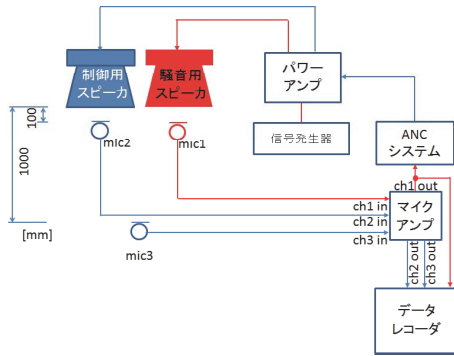 制御用
スピーカ
騒音用
スピーカ
パワー
アンプ
信号発生器
ANC
システム
100
1000
[mm]
mic2
mic1
mic3
ch1 out
ch1 in
ch2 in
ch3 in
マイク
アンプ
ch2 out
ch3 out
データ
レコーダ